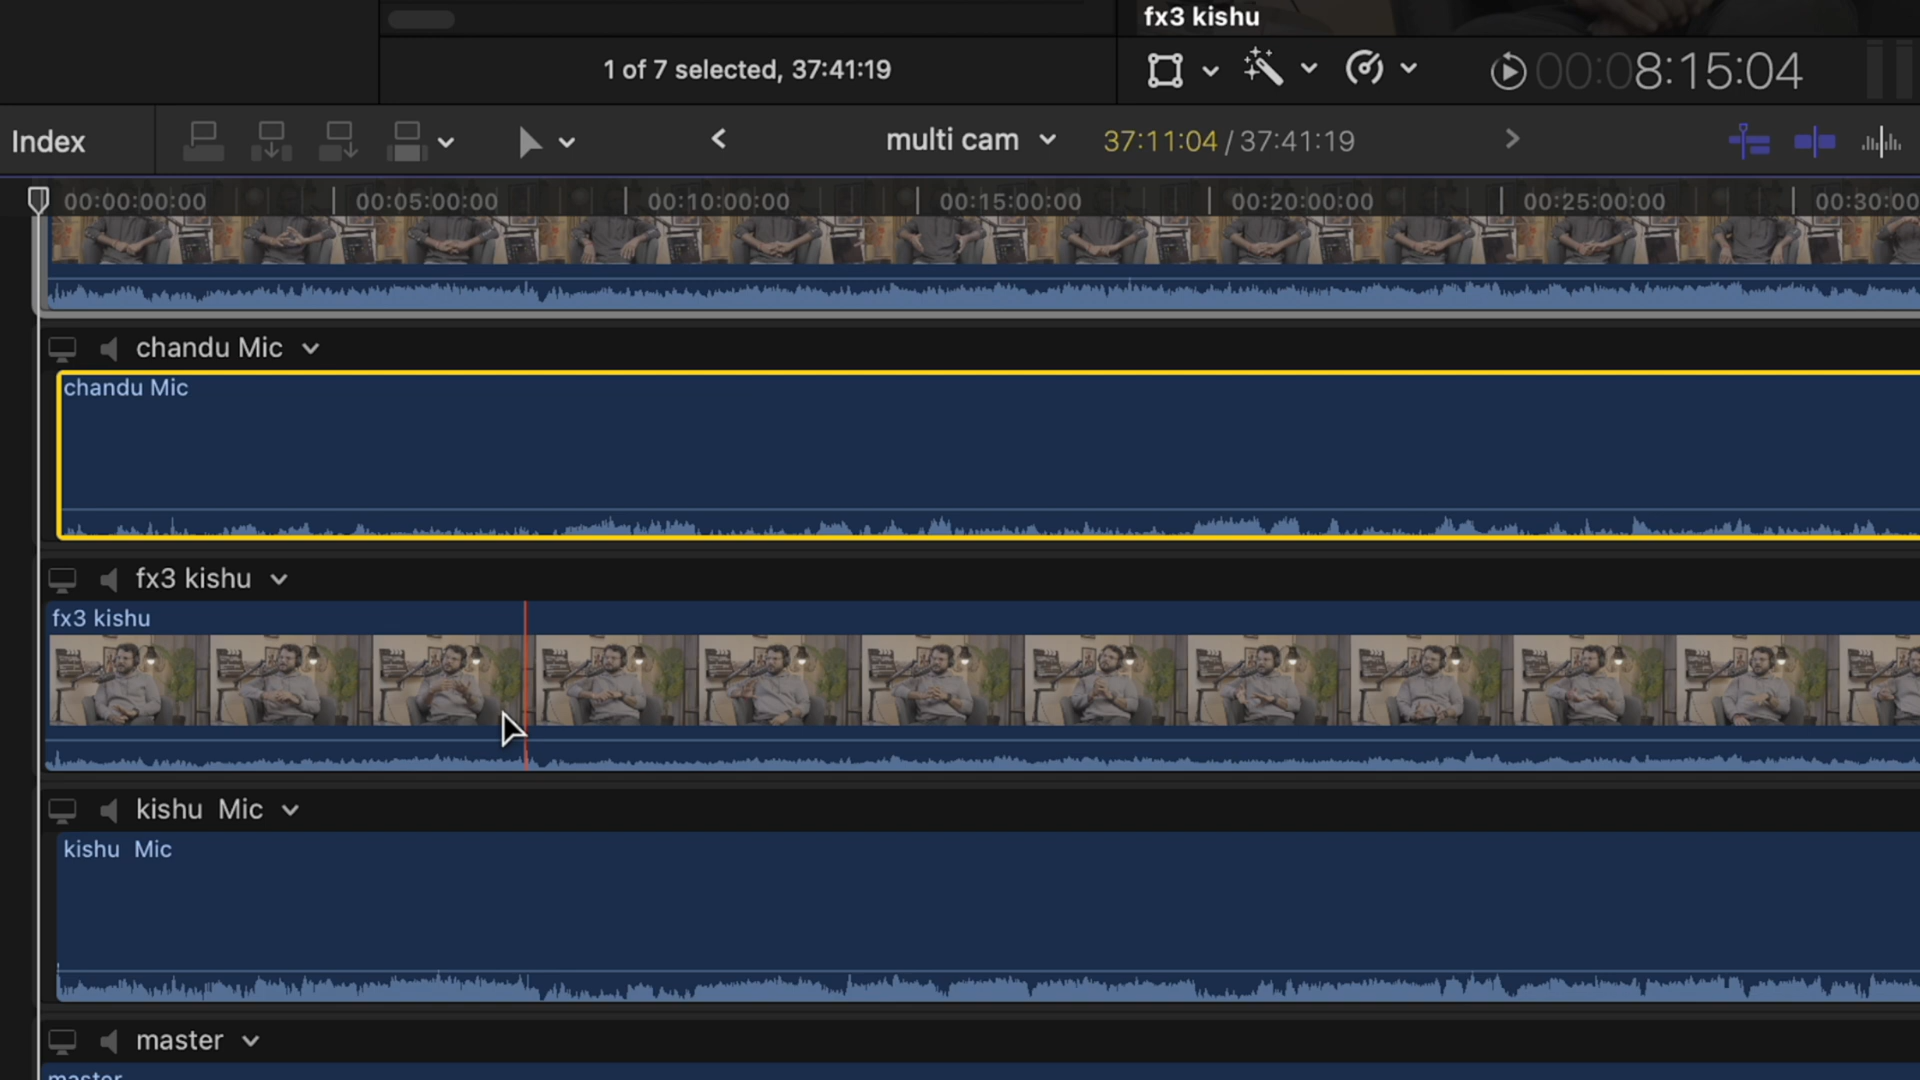 fx3 kishu
1 of 7 selected, 37:41:19
00:08:15:04
Index
multi cam
37:11:04 / 37:41:19
00:00:00:00
00:05:00:00
00:10:00:00
00:15:00:00
00:20:00:00
00:25:00:00
00:30:00
chandu Mic
chandu Mic
fx3 kishu
fx3 kishu
kishu Mic
kishu Mic
master
master